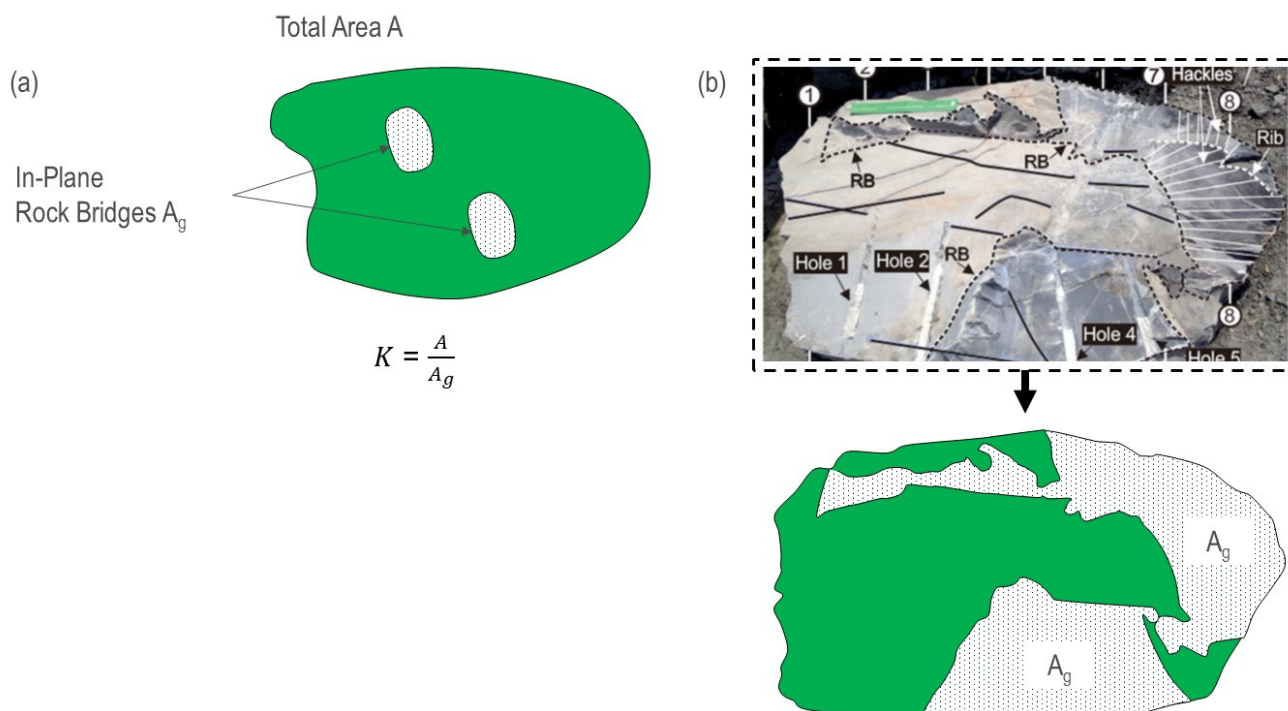 Total Area A
(a)
In-Plane
Rock Bridges Ag
K = A/Ag
(b)
1
2
7
Hackles
8
Rib
RB
RB
Hole 1
Hole 2
RB
8
Hole 4
Hole 5
Ag
Ag